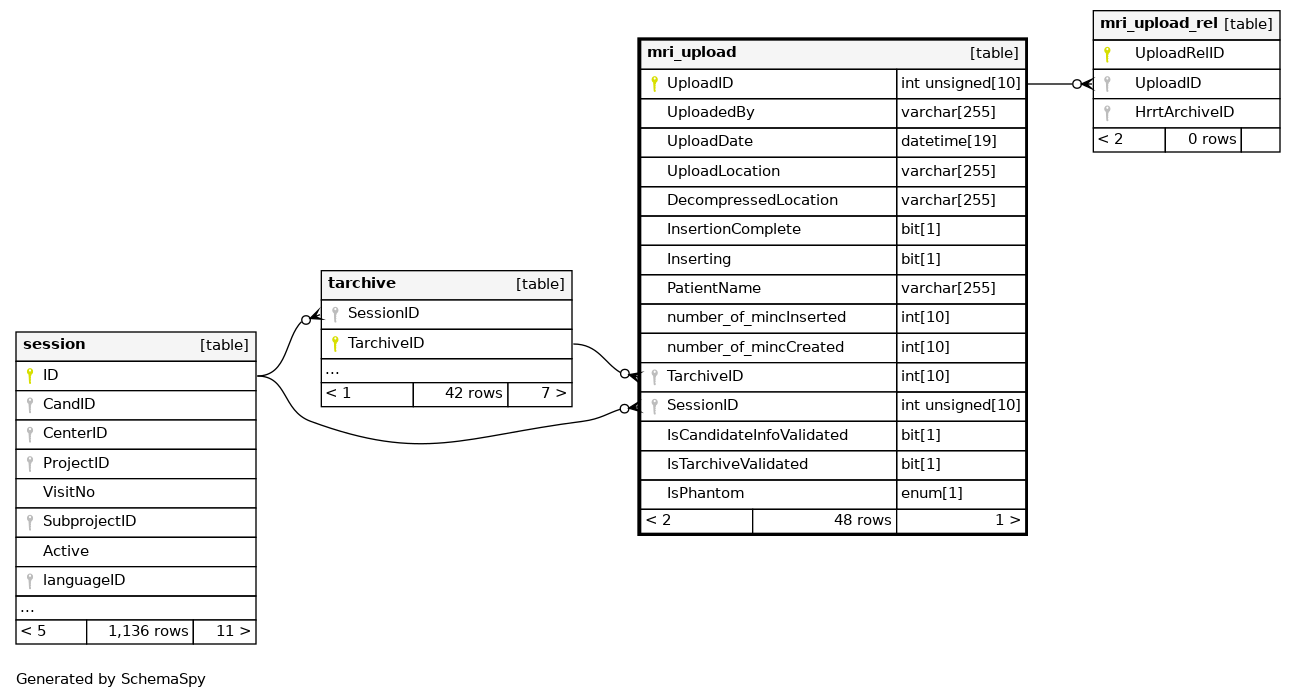 mri_upload_rel [table]
UploadRelID
UploadID
HrrtArchiveID
< 2 0 rows
mri_upload [table]
UploadID int unsigned[10]
UploadedBy varchar[255]
UploadDate datetime[19]
UploadLocation varchar[255]
DecompressedLocation varchar[255]
InsertionComplete bit[1]
Inserting bit[1]
PatientName varchar[255]
number_of_mincInserted int[10]
number_of_mincCreated int[10]
TarchiveID int[10]
SessionID int unsigned[10]
IsCandidateInfoValidated bit[1]
IsTarchiveValidated bit[1]
IsPhantom enum[1]
< 2 48 rows 1 >
tarchive [table]
SessionID
TarchiveID
...
< 1 42 rows 7 >
session [table]
ID
CandID
CenterID
ProjectID
VisitNo
SubprojectID
Active
languageID
...
< 5 1,136 rows 11 >
Generated by SchemaSpy